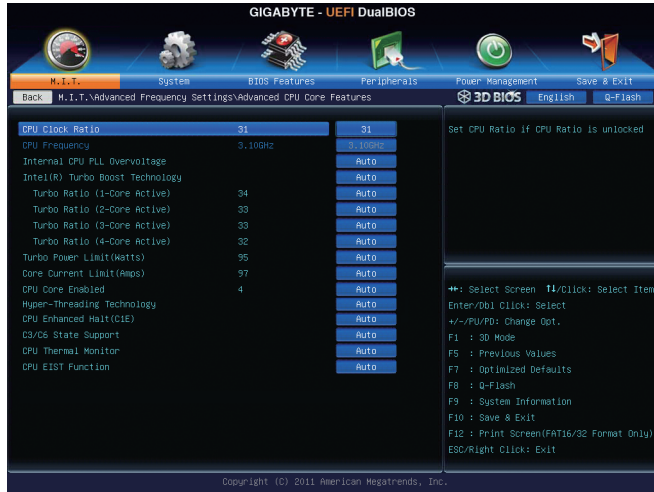 GIGABYTE - UEFI DualBIOS
M.I.T. System BIOS Features Peripherals Power Management Save & Exit
Back M.I.T.\Advanced Frequency Settings\Advanced CPU Core Features 3D BIOS English Q-Flash
CPU Clock Ratio 31 31
CPU Frequency 3.10GHz 3.10GHz
Internal CPU PLL Overvoltage Auto
Intel(R) Turbo Boost Technology Auto
Turbo Ratio (1-Core Active) 34 Auto
Turbo Ratio (2-Core Active) 33 Auto
Turbo Ratio (3-Core Active) 33 Auto
Turbo Ratio (4-Core Active) 32 Auto
Turbo Power Limit(Watts) 95 Auto
Core Current Limit(Amps) 97 Auto
CPU Core Enabled 4 Auto
Hyper-Threading Technology Auto
CPU Enhanced Halt(C1E) Auto
C3/C6 State Support Auto
CPU Thermal Monitor Auto
CPU EIST Function Auto
Set CPU Ratio if CPU Ratio is unlocked
→←: Select Screen ↑↓/Click: Select Item
Enter/Dbl Click: Select
+/-/PU/PD: Change Opt.
F1 : 3D Mode
F5 : Previous Values
F7 : Optimized Defaults
F8 : Q-Flash
F9 : System Information
F10 : Save & Exit
F12 : Print Screen(FAT16/32 Format Only)
ESC/Right Click: Exit
Copyright (C) 2011 American Megatrends, Inc.